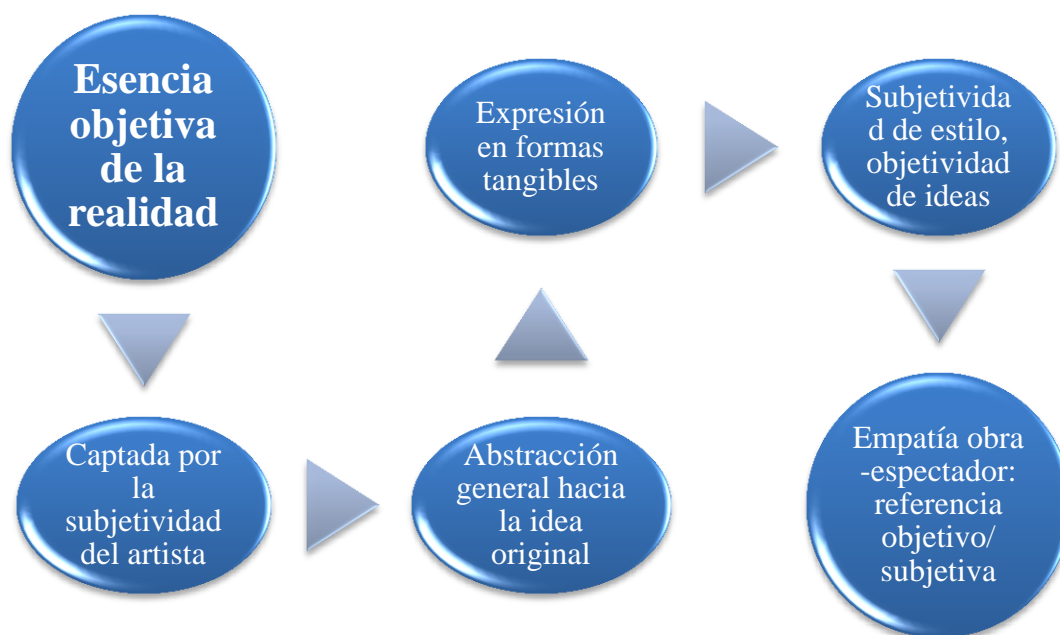 Esencia
objetiva
de la
realidad
Captada por
la
subjetividad
del artista
Abstracción
general hacia
la idea
original
Expresión
en formas
tangibles
Subjetivida
d de estilo,
objetividad
de ideas
Empatía obra
-espectador:
referencia
objetivo/
subjetiva